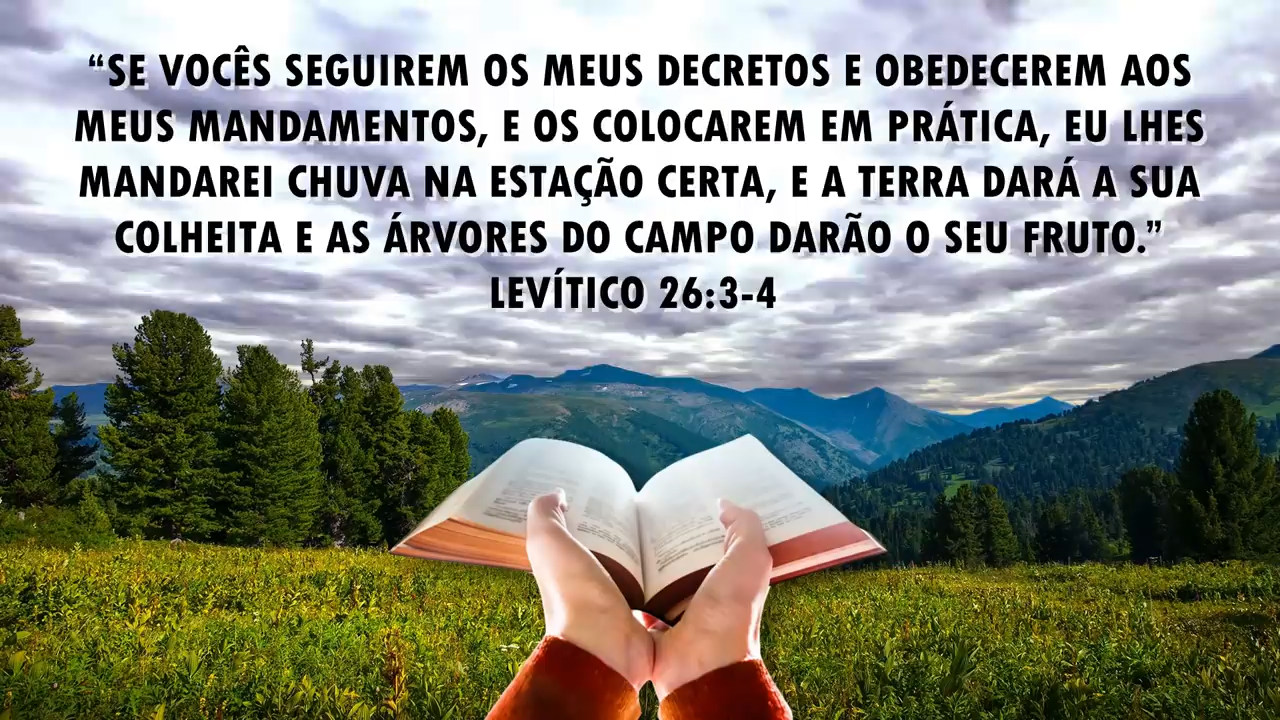 “SE VOCÊS SEGUIREM OS MEUS DECRETOS E OBEDECEREM AOS
MEUS MANDAMENTOS, E OS COLOCAREM EM PRÁTICA, EU LHES
MANDAREI CHUVA NA ESTAÇÃO CERTA, E A TERRA DARÁ A SUA
COLHEITA E AS ÁRVORES DO CAMPO DARÃO O SEU FRUTO.”
LEVÍTICO 26:3-4